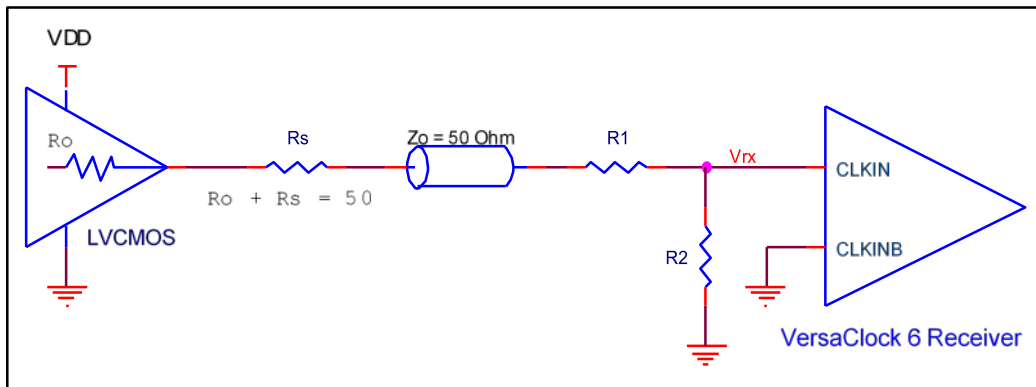 VDD
Ro
Rs
Zo = 50 Ohm
R1
Vrx
CLKIN
Ro + Rs = 50
LVCMOS
R2
CLKINB
VersaClock 6 Receiver